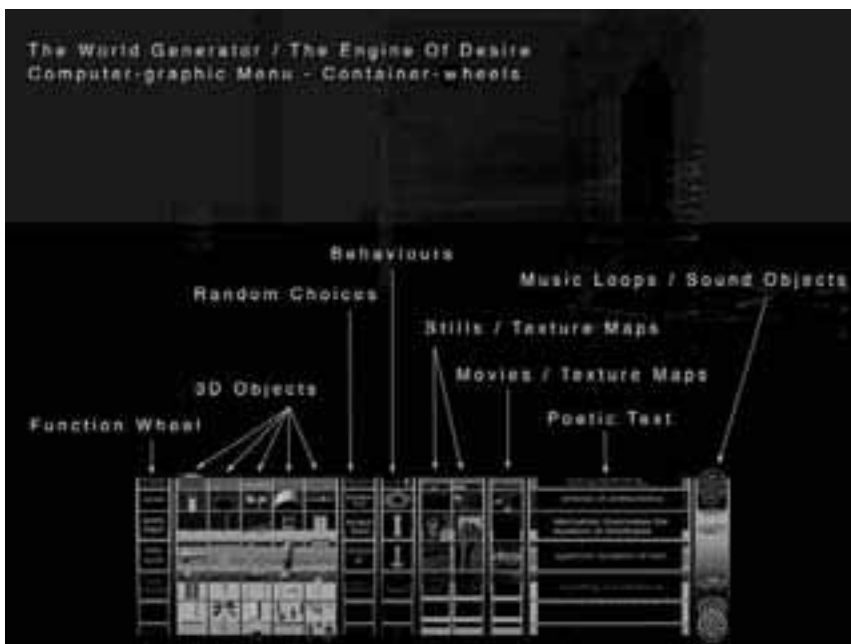 The World Generator / The Engine Of Desire
Computer-graphic Menu - Container-wheels
Behaviours
Music Loops / Sound Objects
Random Choices
Stills / Texture Maps
Movies / Texture Maps
3D Objects
Poetic Text
Function Wheel